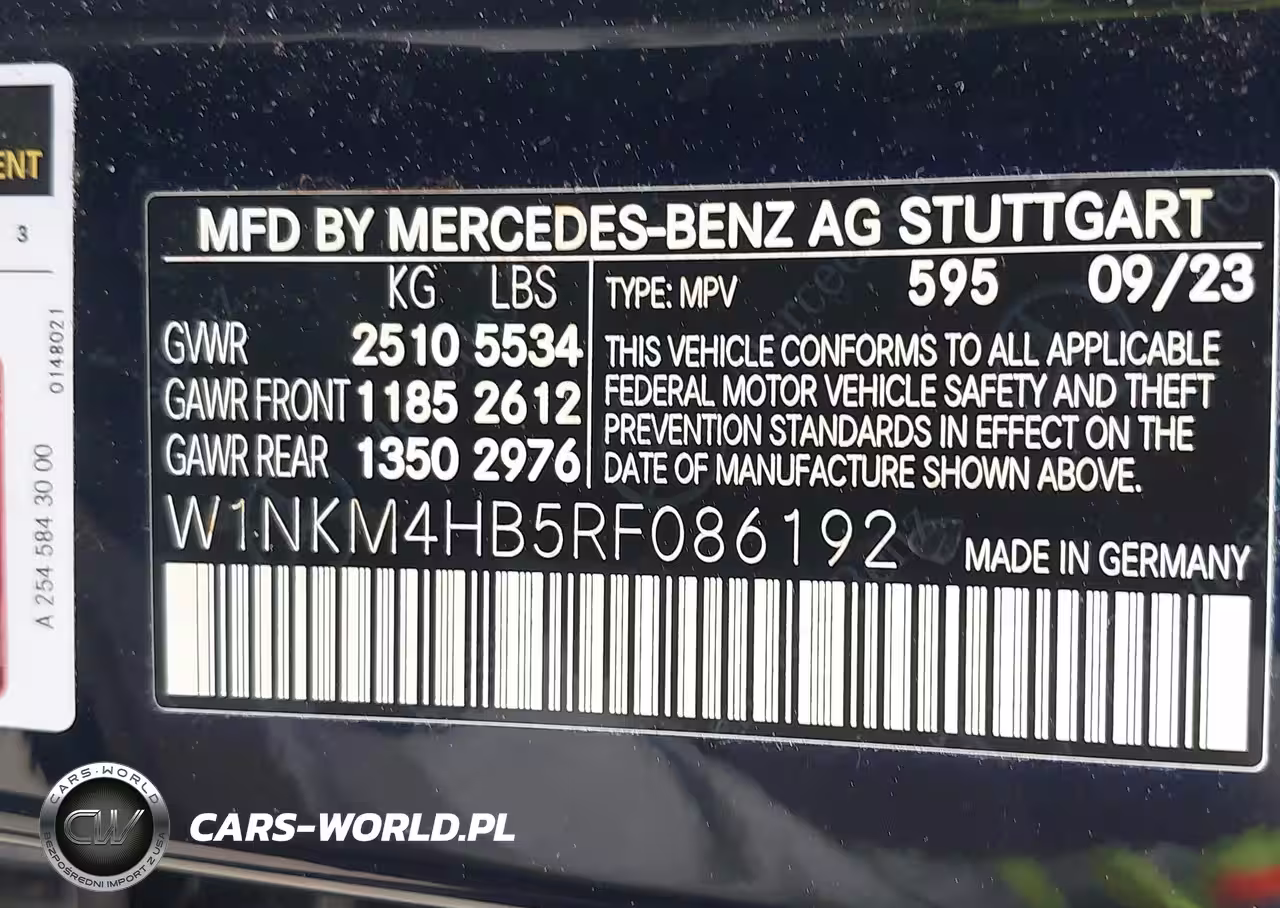 ENT
3
0148021
A 254 584 30 00
MFD BY MERCEDES-BENZ AG STUTTGART
KG LBS
GVWR 2510 5534
GAWR FRONT 1185 2612
GAWR REAR 1350 2976
TYPE: MPV 595 09/23
THIS VEHICLE CONFORMS TO ALL APPLICABLE
FEDERAL MOTOR VEHICLE SAFETY AND THEFT
PREVENTION STANDARDS IN EFFECT ON THE
DATE OF MANUFACTURE SHOWN ABOVE.
W1NKM4HB5RF086192
MADE IN GERMANY
CARS-WORLD
CW
BEZPOŚREDNI IMPORT Z USA
CARS-WORLD.PL